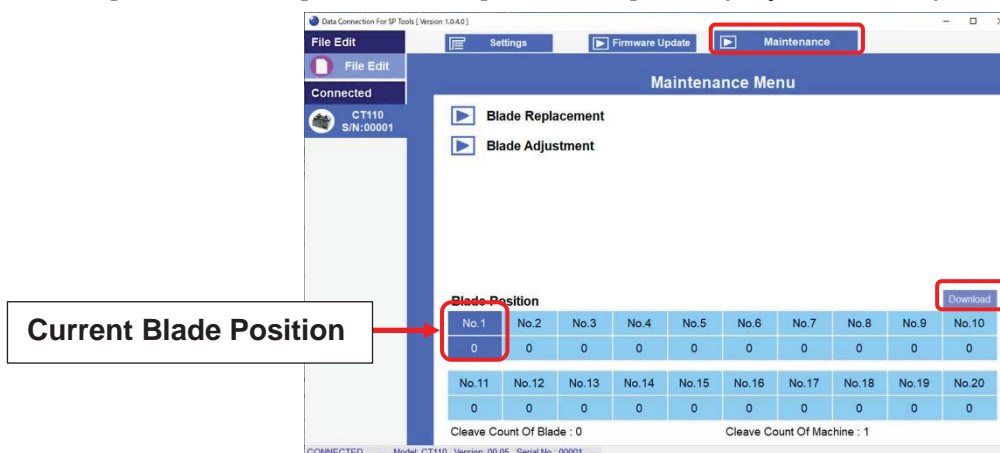 Data Connection For SP Tools [ Version 1.0.4.0 ]
File Edit
Settings
Firmware Update
Maintenance
File Edit
Connected
Maintenance Menu
CT110
S/N:00001
Blade Replacement
Blade Adjustment
Blade Position
Download
Current Blade Position
No.1 No.2 No.3 No.4 No.5 No.6 No.7 No.8 No.9 No.10
0 0 0 0 0 0 0 0 0 0
No.11 No.12 No.13 No.14 No.15 No.16 No.17 No.18 No.19 No.20
0 0 0 0 0 0 0 0 0 0
Cleave Count Of Blade : 0 Cleave Count Of Machine : 1
CONNECTED Model: CT110 Version: 00.05 Serial No.: 00001